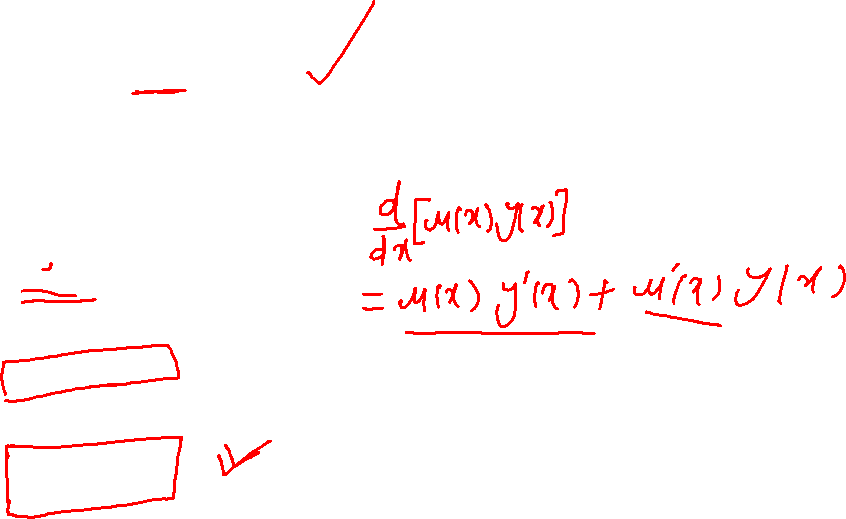 d/dx [μ(x) y(x)]
= μ(x) y'(x) + μ'(x) y(x)